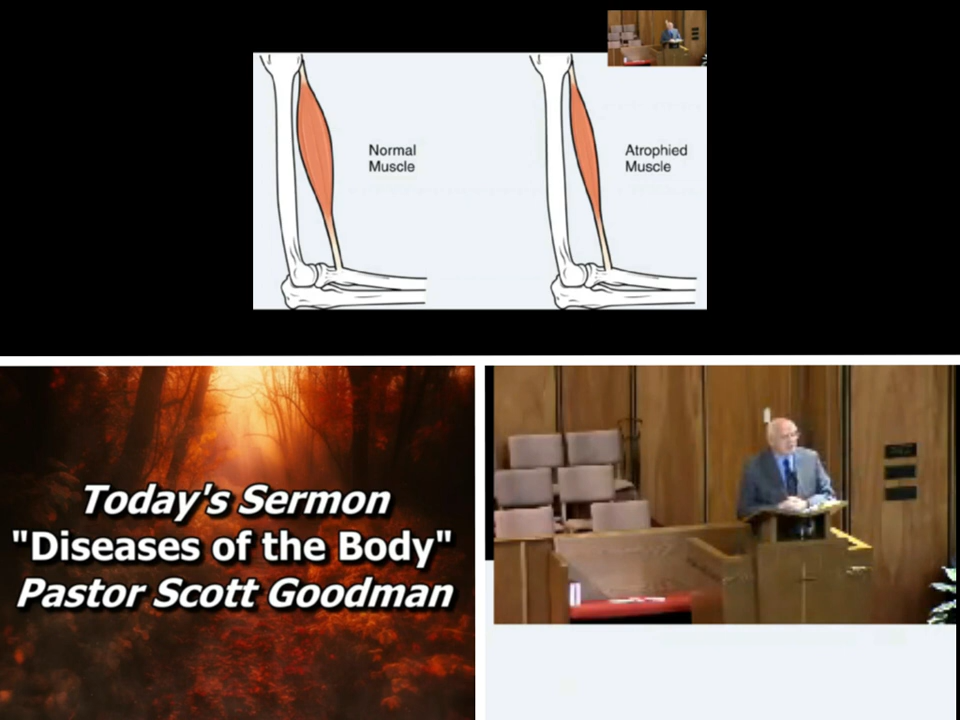 Normal
Muscle
Atrophied
Muscle
Today's Sermon
"Diseases of the Body"
Pastor Scott Goodman